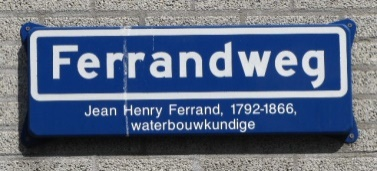 Ferrandweg
Jean Henry Ferrand, 1792-1866,
waterbouwkundige